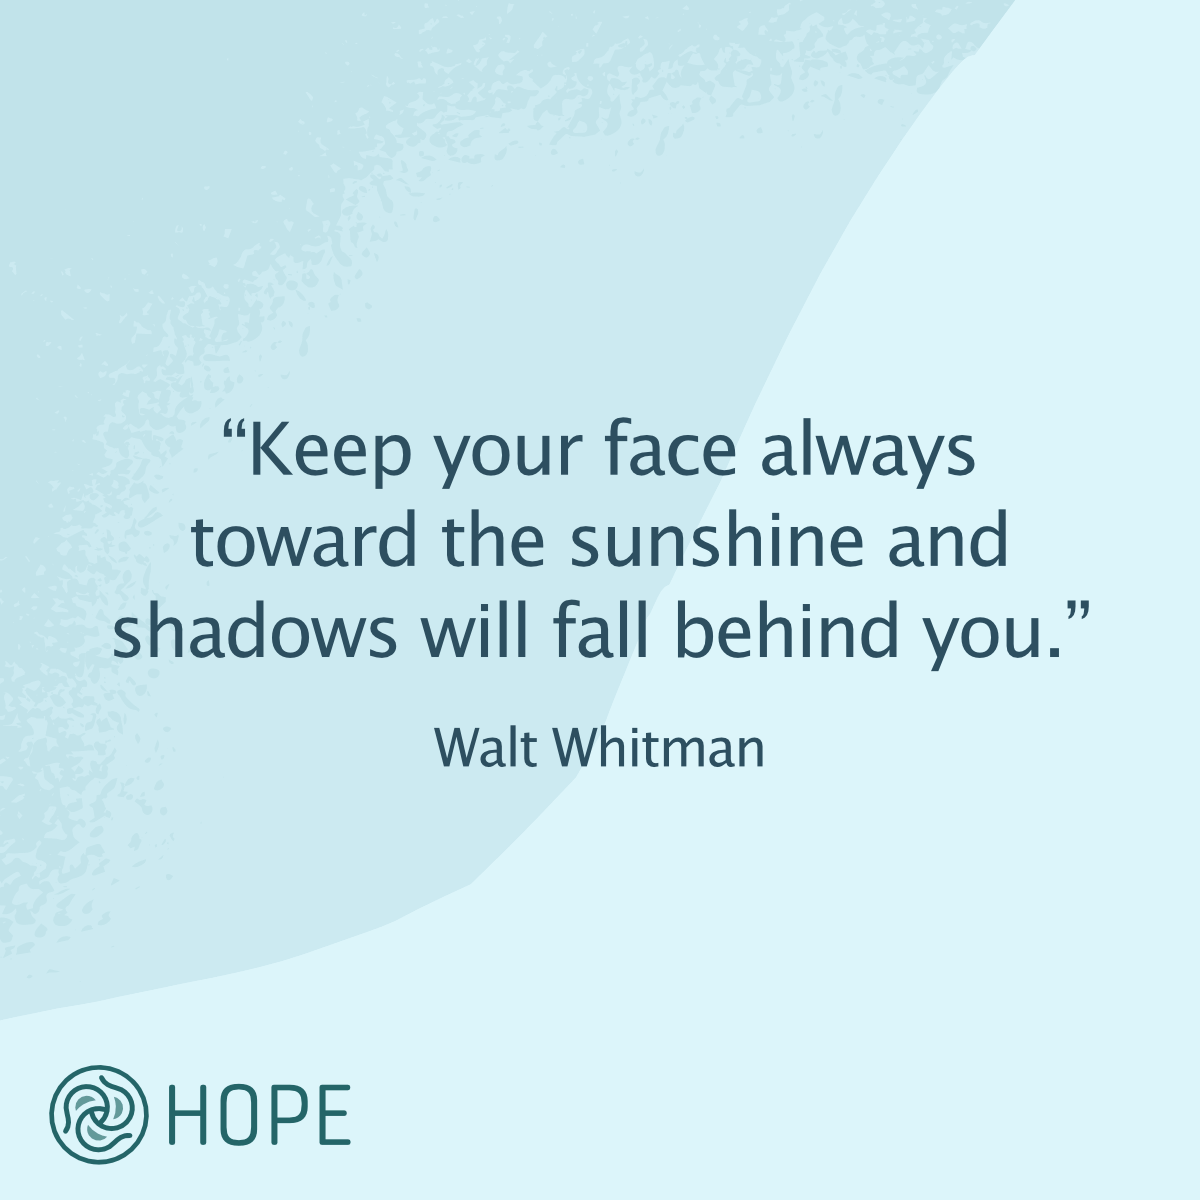 “Keep your face always
toward the sunshine and
shadows will fall behind you.”
Walt Whitman
HOPE